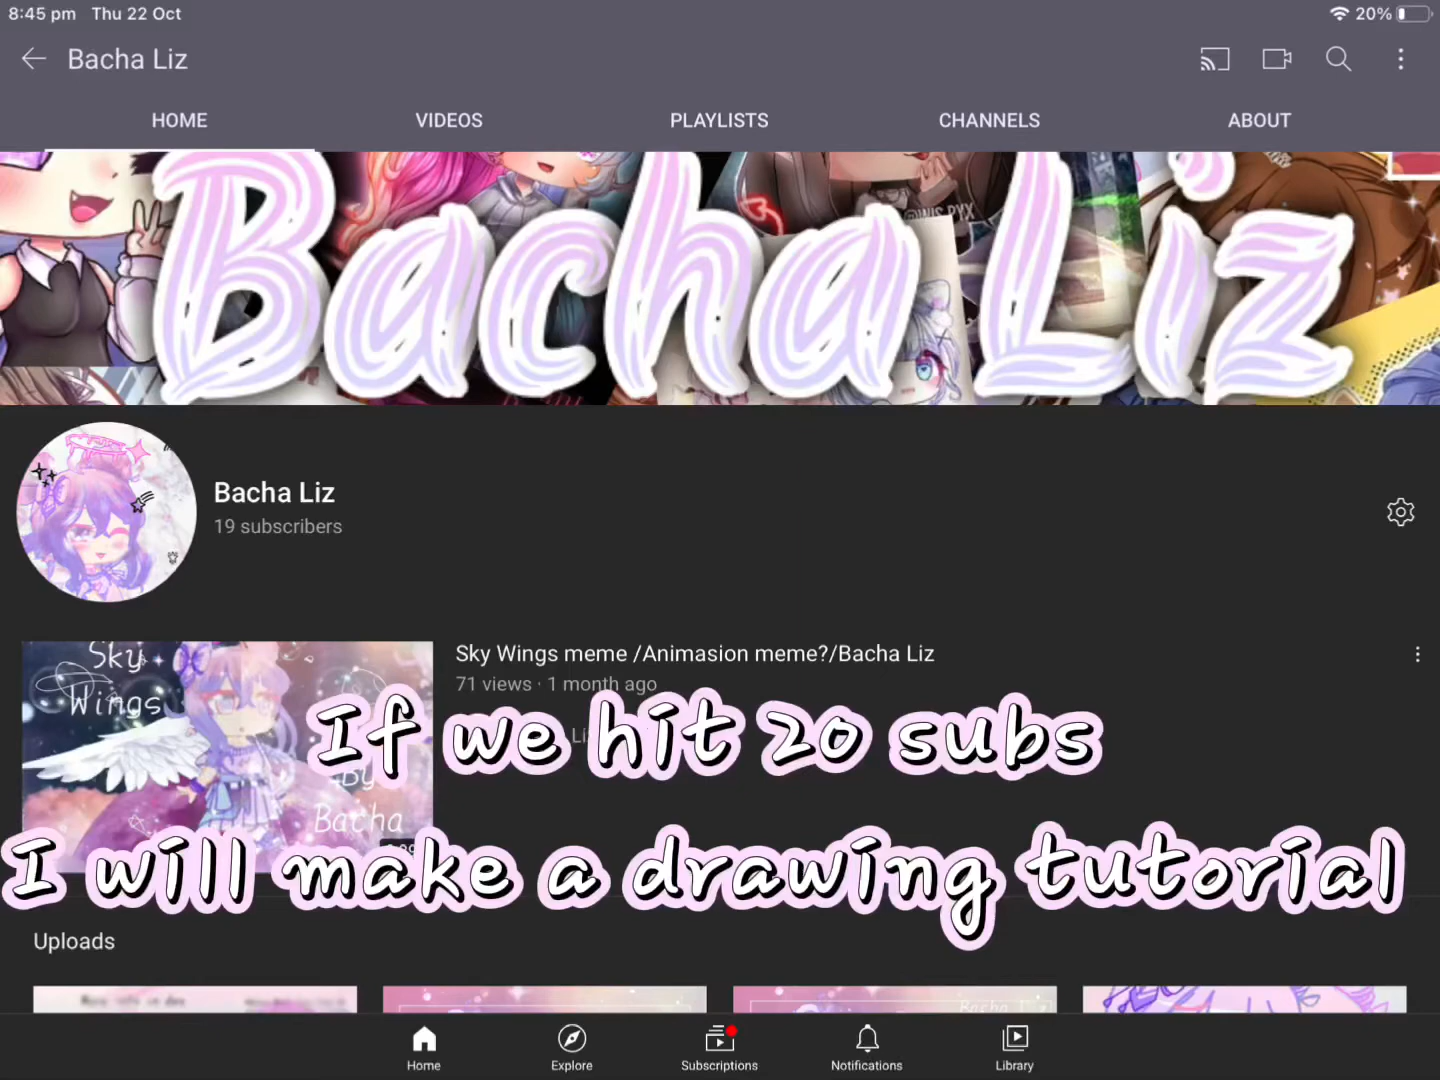 8:45 pm Thu 22 Oct 20%
Bacha Liz
HOME VIDEOS PLAYLISTS CHANNELS ABOUT
Bacha Liz
Bacha Liz
19 subscribers
Sky Wings
Sky Wings meme /Animasion meme?/Bacha Liz
71 views · 1 month ago
If we hit 20 subs
By Bacha
I will make a drawing tutorial
Uploads
Home Explore Subscriptions Notifications Library